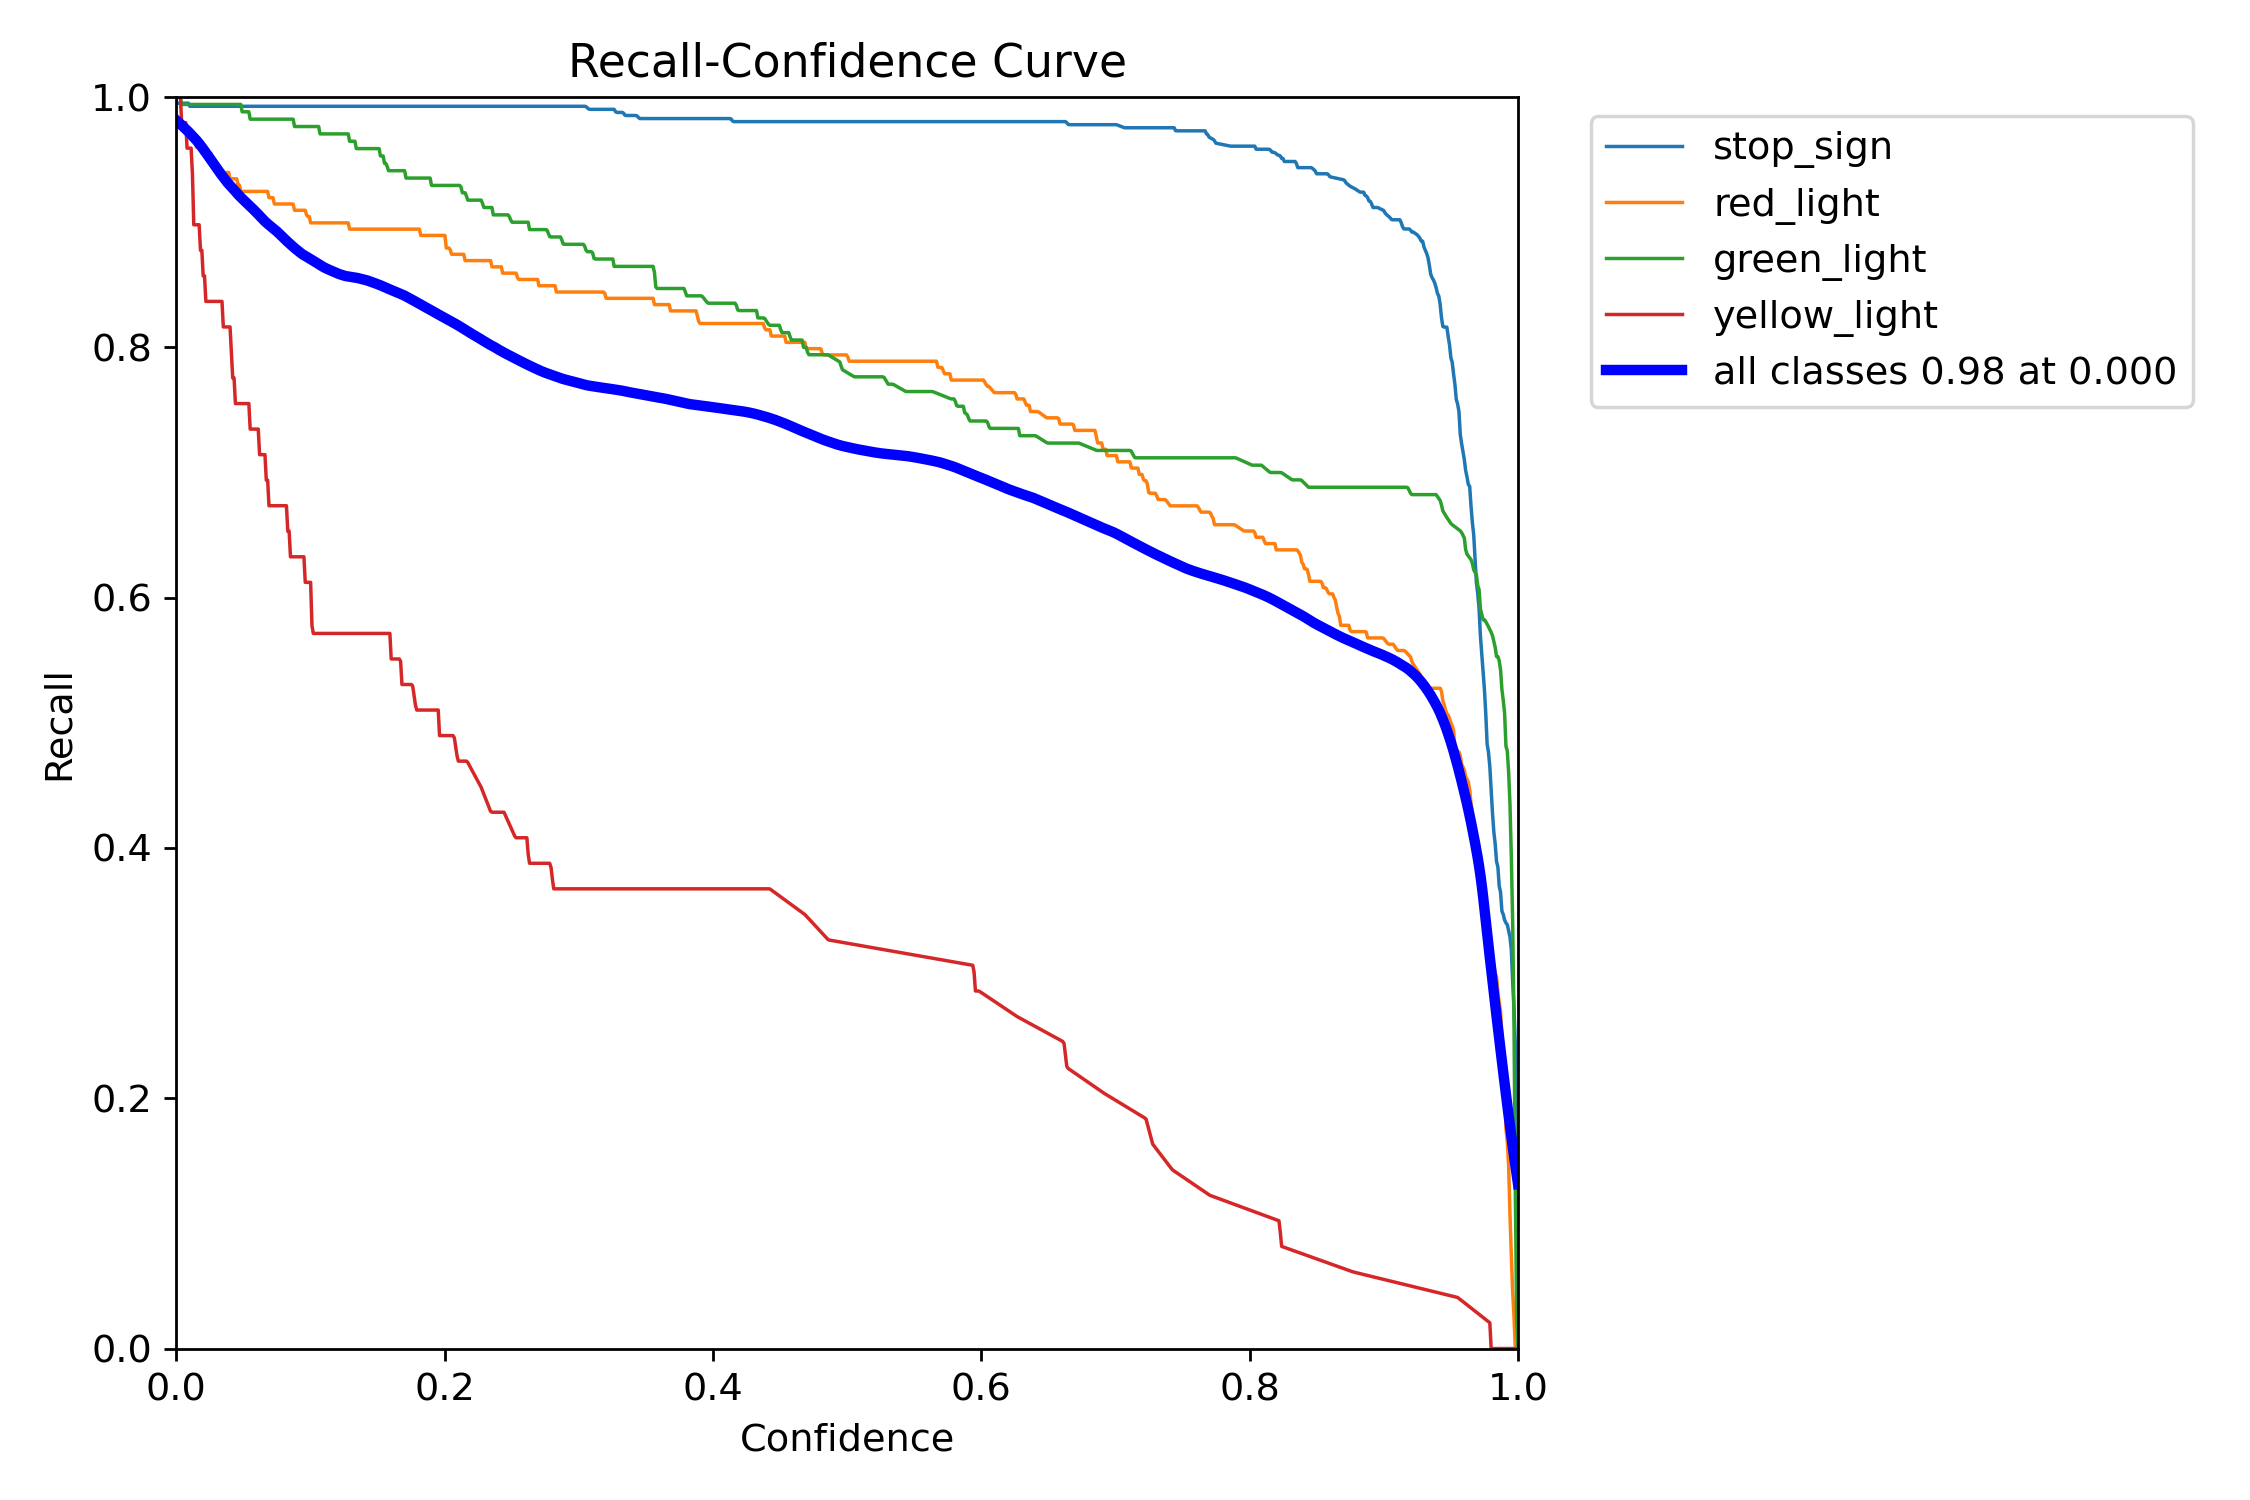 Recall-Confidence Curve
1.0
0.8
0.6
0.4
0.2
0.0
Recall
0.0 0.2 0.4 0.6 0.8 1.0
Confidence
stop_sign
red_light
green_light
yellow_light
all classes 0.98 at 0.000